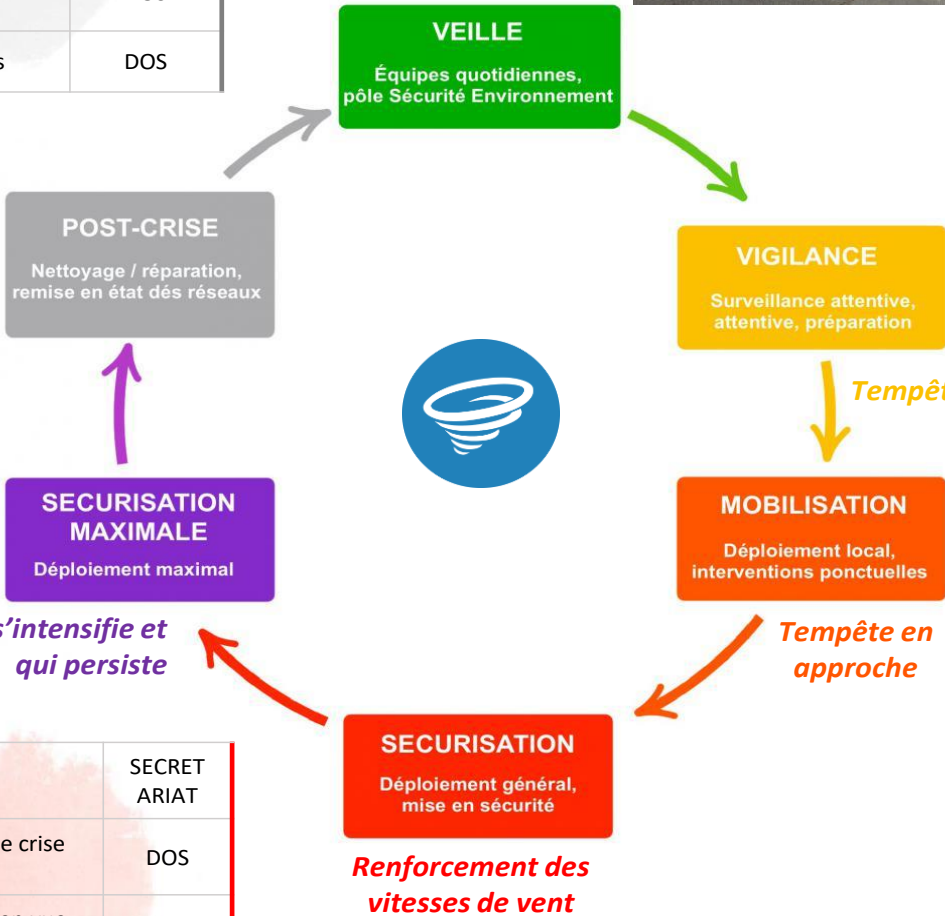 s
DOS
VEILLE
Équipes quotidiennes,
pôle Sécurité Environnement
POST-CRISE
Nettoyage / réparation,
remise en état dés réseaux
VIGILANCE
Surveillance attentive,
attentive, préparation
Tempêt
SECURISATION
MAXIMALE
Déploiement maximal
s'intensifie et
qui persiste
MOBILISATION
Déploiement local,
interventions ponctuelles
Tempête en
approche
SECURISATION
Déploiement général,
mise en sécurité
Renforcement des
vitesses de vent
SECRET
ARIAT
e crise
DOS